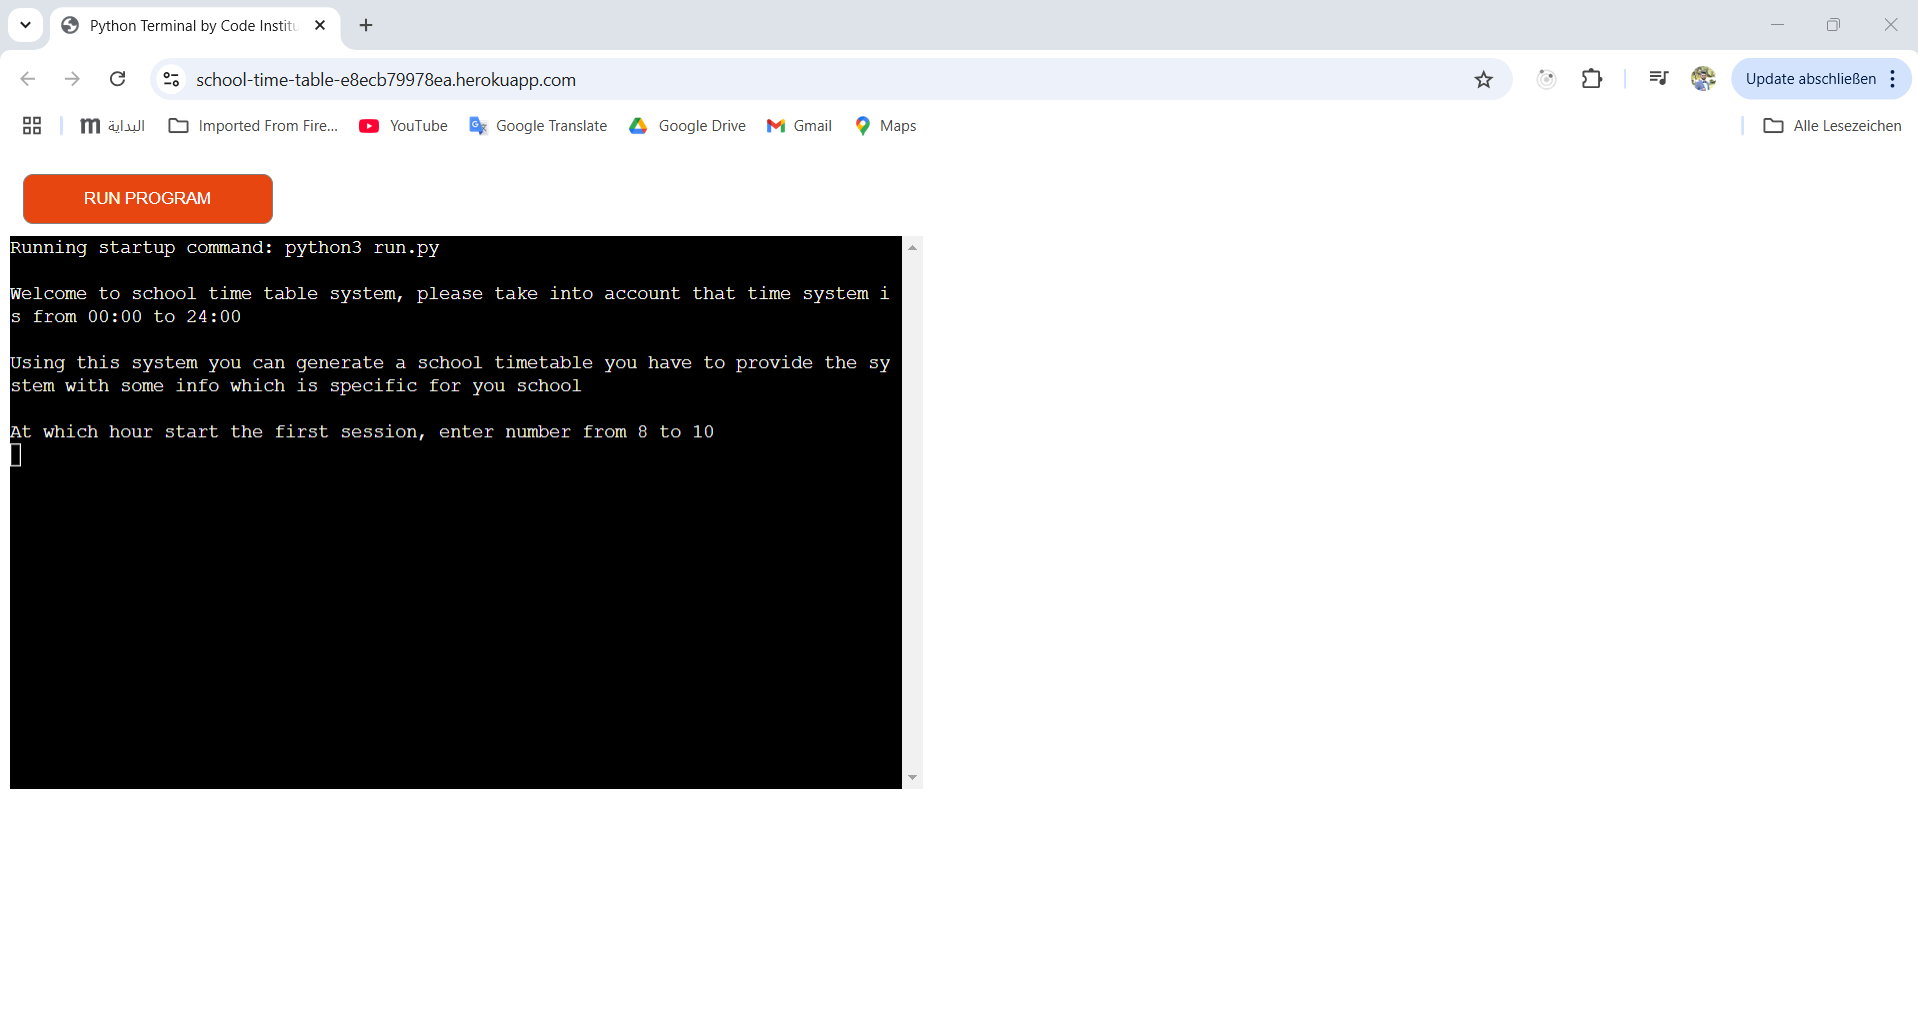 Python Terminal by Code Institu
school-time-table-e8ecb79978ea.herokuapp.com
Update abschließen
البداية
Imported From Fire...
YouTube
Google Translate
Google Drive
Gmail
Maps
Alle Lesezeichen
RUN PROGRAM
Running startup command: python3 run.py
Welcome to school time table system, please take into account that time system i
s from 00:00 to 24:00
Using this system you can generate a school timetable you have to provide the sy
stem with some info which is specific for you school
At which hour start the first session, enter number from 8 to 10